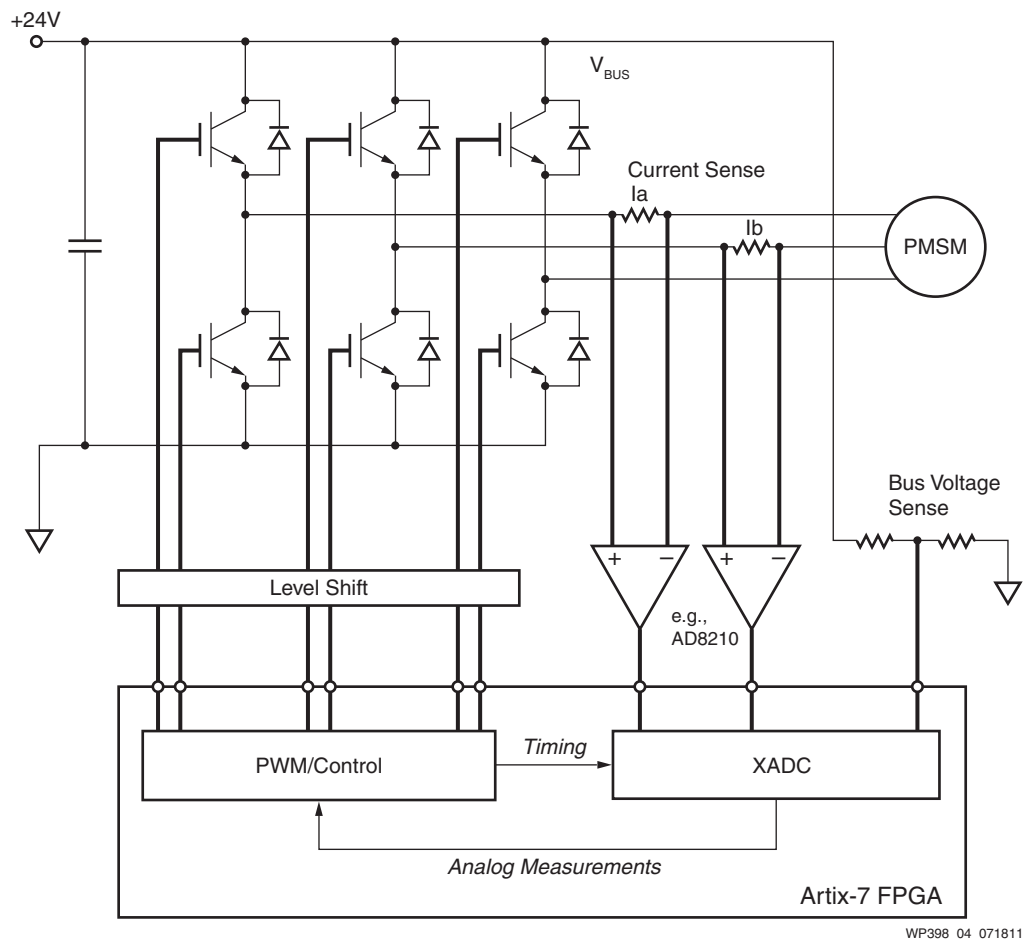 +24V
V BUS
Current Sense
Ia
Ib
PMSM
Bus Voltage
Sense
Level Shift
+ −
+ −
e.g.,
AD8210
PWM/Control
Timing
XADC
Analog Measurements
Artix-7 FPGA
WP398_04_071811